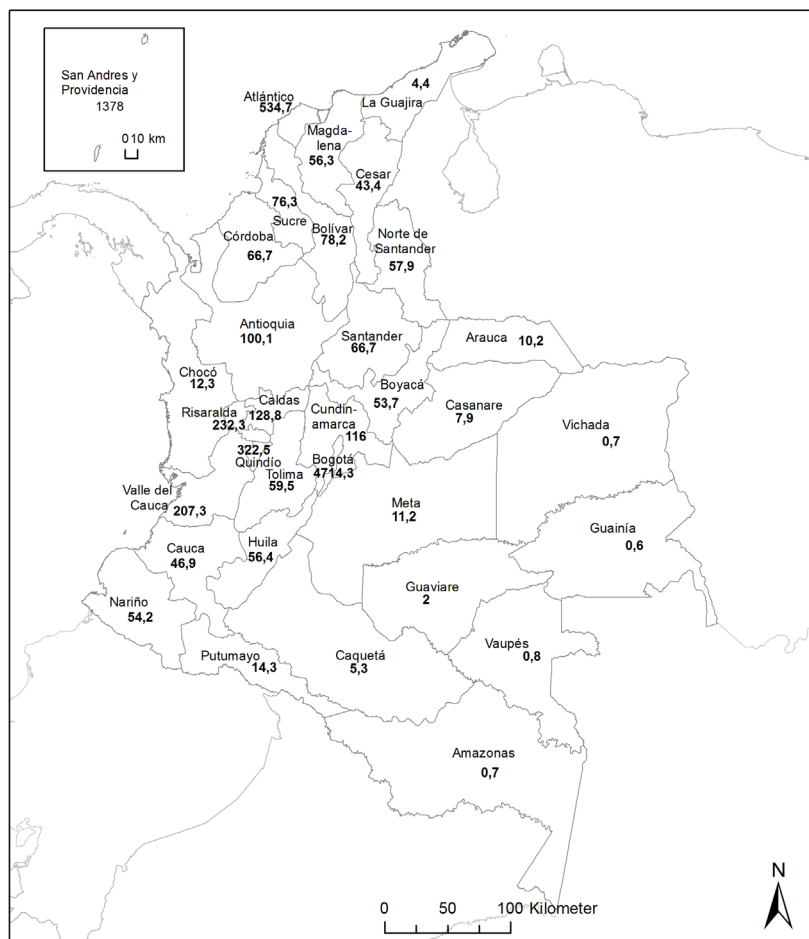 San Andres y
Providencia
1378
0 10 km
4,4
La Guajira
Atlántico
534,7
Magda-
lena
56,3
Cesar
43,4
76,3
Sucre
Bolívar
78,2
Córdoba
66,7
Norte de
Santander
57,9
Antioquia
100,1
Santander
66,7
Arauca 10,2
Chocó
12,3
Boyacá
53,7
Caldas
128,8
Risaralda
232,3
Cundin-
amarca
116
Casanare
7,9
Vichada
0,7
322,5
Quindío
Bogotá
4714,3
Tolima
59,5
Valle del
Cauca
207,3
Meta
11,2
Guainía
0,6
Cauca
46,9
Huila
56,4
Guaviare
2
Nariño
54,2
Vaupés
0,8
Putumayo
14,3
Caquetá
5,3
Amazonas
0,7
N
0 50 100 Kilometer